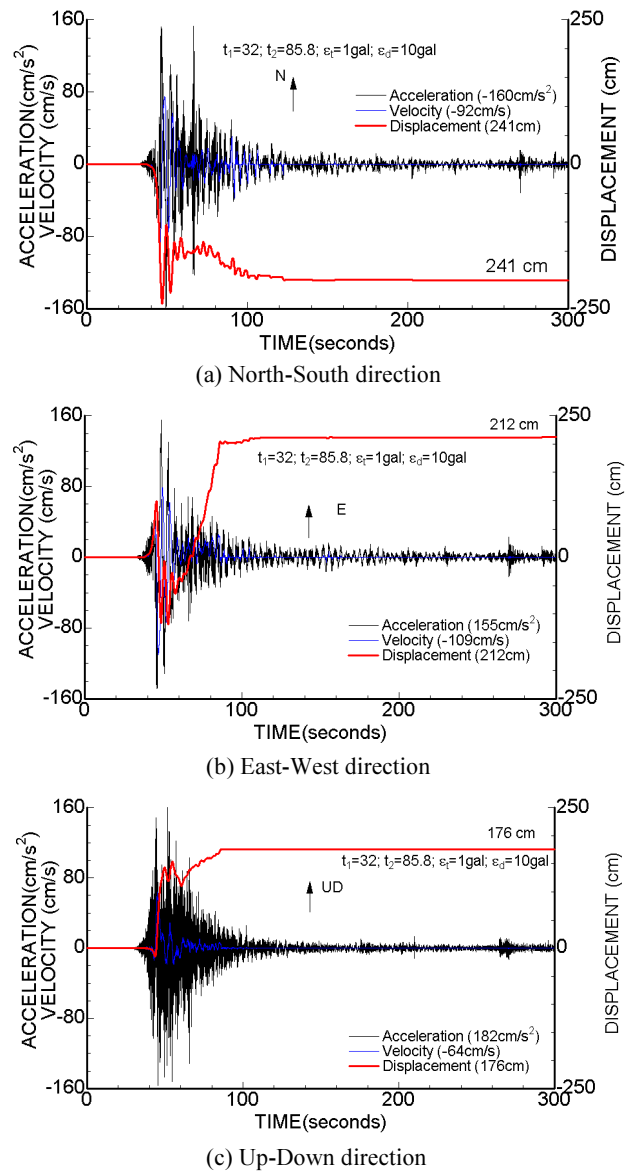 160
250
t₁=32; t₂=85.8; εₜ=1gal; ε_d=10gal
N
80
Acceleration (-160cm/s²)
Velocity (-92cm/s)
Displacement (241cm)
0
0
-80
241 cm
-160
-250
0
100
200
300
ACCELERATION(cm/s²)
VELOCITY (cm/s)
DISPLACEMENT (cm)
TIME(seconds)
(a) North-South direction
160
250
212 cm
t₁=32; t₂=85.8; εₜ=1gal; ε_d=10gal
80
E
0
0
-80
Acceleration (155cm/s²)
Velocity (-109cm/s)
Displacement (212cm)
-160
-250
0
100
200
300
ACCELERATION(cm/s²)
VELOCITY (cm/s)
DISPLACEMENT (cm)
TIME(seconds)
(b) East-West direction
160
250
176 cm
t₁=32; t₂=85.8; εₜ=1gal; ε_d=10gal
80
UD
0
0
-80
Acceleration (182cm/s²)
Velocity (-64cm/s)
Displacement (176cm)
-160
-250
0
100
200
300
ACCELERATION(cm/s²)
VELOCITY (cm/s)
DISPLACEMENT (cm)
TIME(seconds)
(c) Up-Down direction